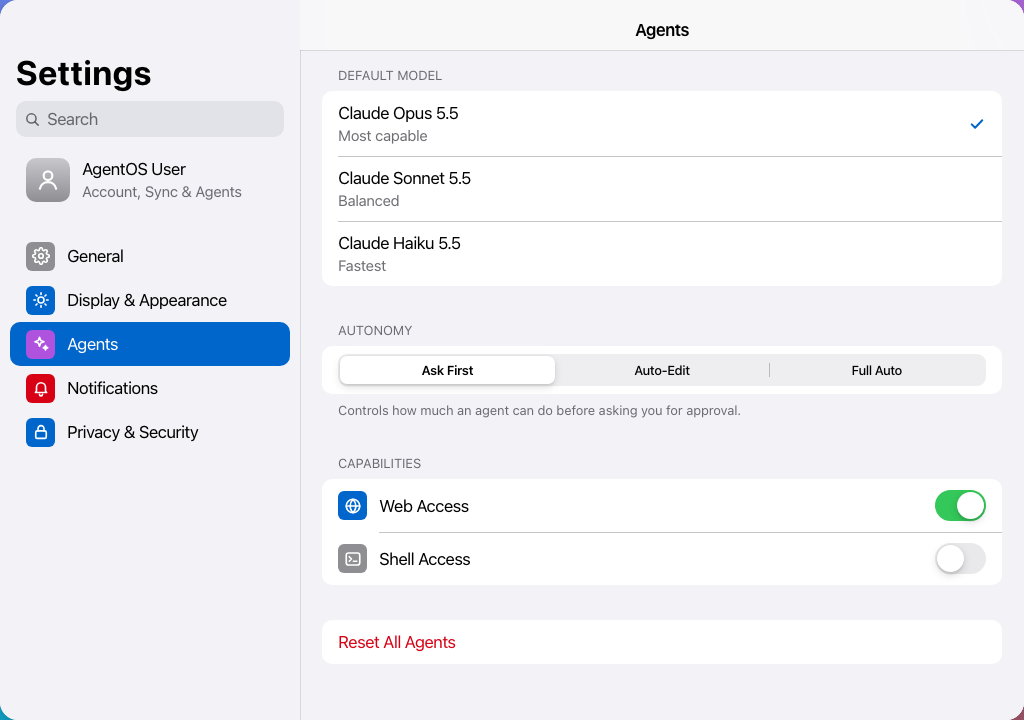 Settings
Search
AgentOS User
Account, Sync & Agents
General
Display & Appearance
Agents
Notifications
Privacy & Security
Agents
DEFAULT MODEL
Claude Opus 5.5
Most capable
Claude Sonnet 5.5
Balanced
Claude Haiku 5.5
Fastest
AUTONOMY
Ask First Auto-Edit Full Auto
Controls how much an agent can do before asking you for approval.
CAPABILITIES
Web Access
Shell Access
Reset All Agents